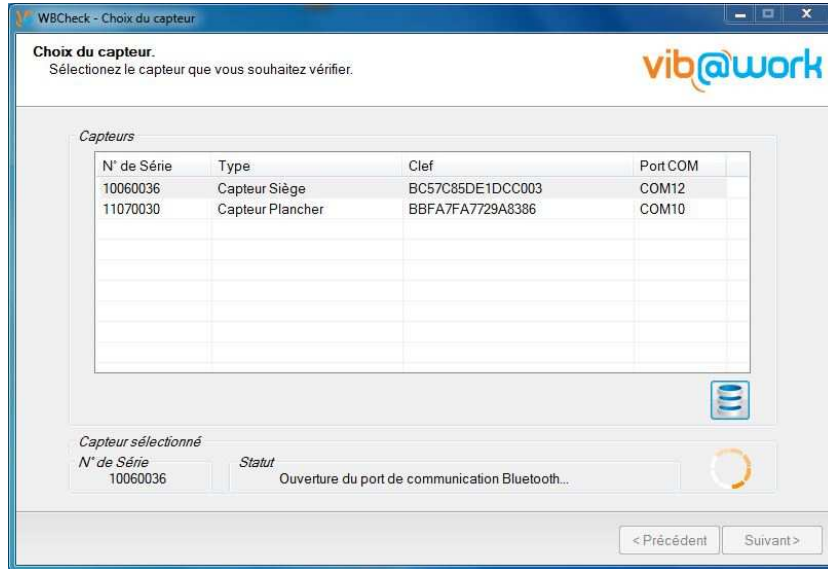 WBCheck - Choix du capteur
Choix du capteur.
Sélectionez le capteur que vous souhaitez vérifier.
vib@work
Capteurs
N° de Série Type Clef Port COM
10060036 Capteur Siège BC57C85DE1DCC003 COM12
11070030 Capteur Plancher BBFA7FA7729A8386 COM10
Capteur sélectionné
N° de Série Statut
10060036 Ouverture du port de communication Bluetooth...
< Précédent Suivant >